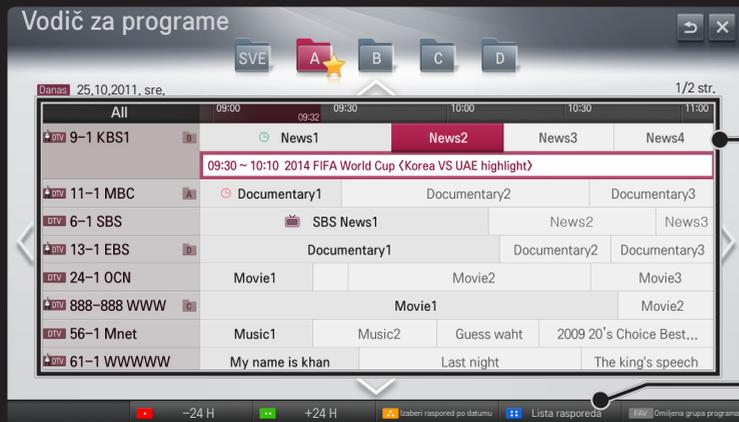 Vodič za programe
SVE A B C D
Danas 25.10.2011. sre. 1/2 str.
All 09:00 09:32 09:30 10:00 10:30 11:00
DTV 9-1 KBS1 B News1 News2 News3 News4
09:30 ~ 10:10 2014 FIFA World Cup 〈Korea VS UAE highlight〉
DTV 11-1 MBC A Documentary1 Documentary2 Documentary3
DTV 6-1 SBS SBS News1 News2 News3
DTV 13-1 EBS D Documentary1 Documentary2 Documentary3
DTV 24-1 OCN Movie1 Movie2 Movie3
DTV 888-888 WWW C Movie1 Movie2
DTV 56-1 Mnet Music1 Music2 Guess waht 2009 20's Choice Best...
DTV 61-1 WWWWW My name is khan Last night The king's speech
-24 H +24 H Izaberi raspored po datumu Lista rasporeda FAV Omiljena grupa programa